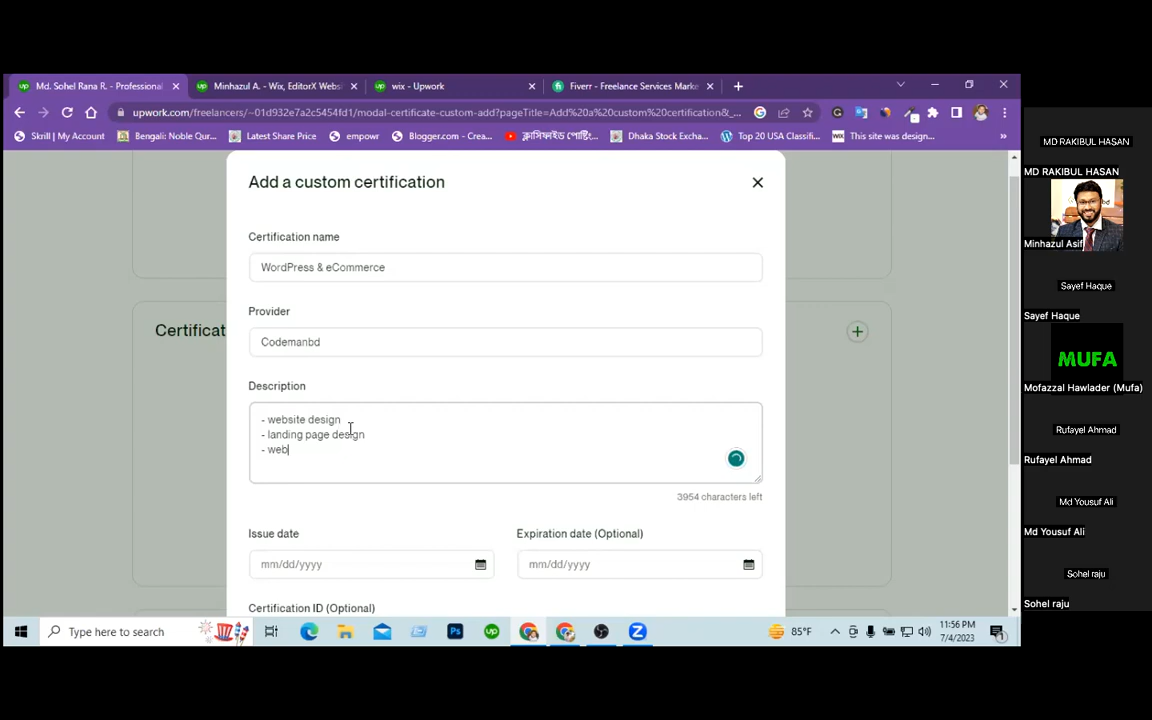 Md. Sohel Rana R. - Professional
Minhazul A. - Wix, EditorX Websi
wix - Upwork
Fiverr - Freelance Services Marke
upwork.com/freelancers/~01d932e7a2c5454fd1/modal-certificate-custom-add?pageTitle=Add%20a%20custom%20certification&_...
Skrill | My Account
Bengali: Noble Qur...
Latest Share Price
empowr
Blogger.com - Crea...
ক্লাসিফাইড পোস্টিং...
Dhaka Stock Excha...
Top 20 USA Classifi...
This site was design...
»
Add a custom certification
Certification name
WordPress & eCommerce
Provider
Codemanbd
Certificat
Description
- website design
- landing page design
- web
3954 characters left
Issue date
Expiration date (Optional)
mm/dd/yyyy
mm/dd/yyyy
Certification ID (Optional)
Type here to search
85°F
11:56 PM
7/4/2023
MD RAKIBUL HASAN
MD RAKIBUL HASAN
Minhazul Asif
Sayef Haque
Sayef Haque
MUFA
Mofazzal Hawlader (Mufa)
Rufayel Ahmad
Rufayel Ahmad
Md Yousuf Ali
Md Yousuf Ali
Sohel raju
Sohel raju